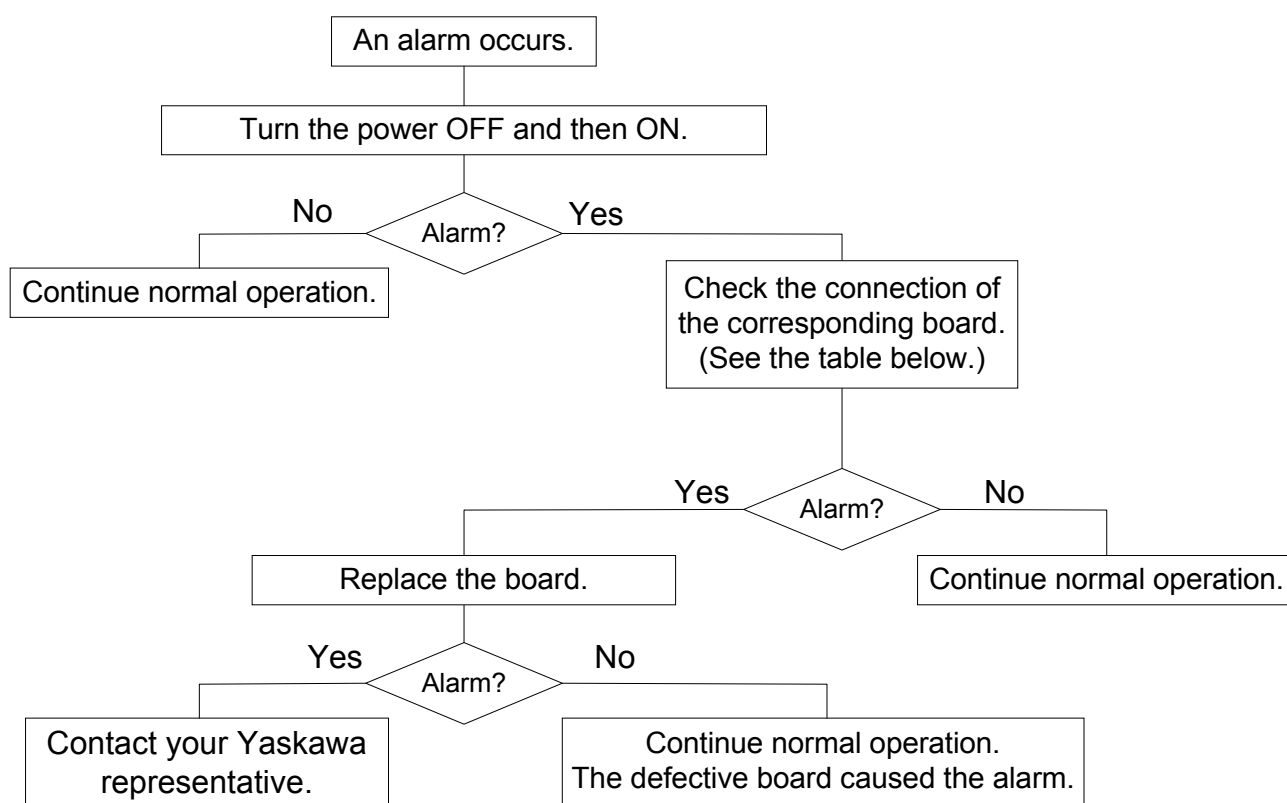 An alarm occurs.
Turn the power OFF and then ON.
No
Alarm?
Yes
Continue normal operation.
Check the connection of
the corresponding board.
(See the table below.)
Yes
Alarm?
No
Replace the board.
Continue normal operation.
Yes
Alarm?
No
Contact your Yaskawa
representative.
Continue normal operation.
The defective board caused the alarm.